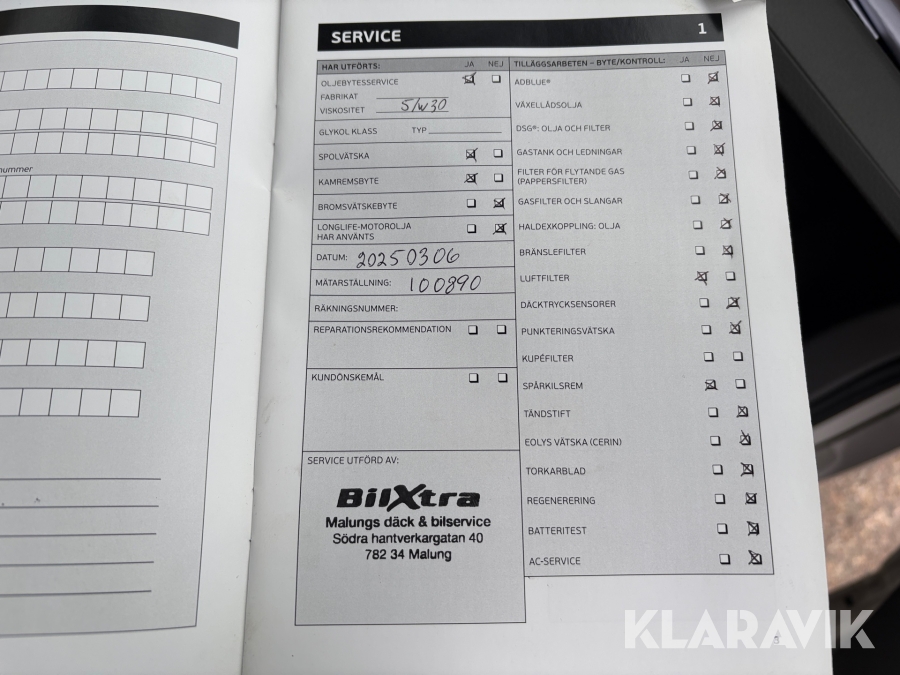 nummer
SERVICE 1
HAR UTFÖRTS: JA NEJ
OLJEBYTESSERVICE
FABRIKAT
VISKOSITET 5/W30
GLYKOL KLASS TYP
SPOLVÄTSKA
KAMREMSBYTE
BROMSVÄTSKEBYTE
LONGLIFE-MOTOROLJA
HAR ANVÄNTS
DATUM: 20250306
MÄTARSTÄLLNING: 100890
RÄKNINGSNUMMER:
REPARATIONSREKOMMENDATION
KUNDÖNSKEMÅL
SERVICE UTFÖRD AV:
BilXtra
Malungs däck & bilservice
Södra hantverkargatan 40
782 34 Malung
TILLÄGGSARBETEN – BYTE/KONTROLL: JA NEJ
ADBLUE®
VÄXELLÅDSOLJA
DSG®: OLJA OCH FILTER
GASTANK OCH LEDNINGAR
FILTER FÖR FLYTANDE GAS
(PAPPERSFILTER)
GASFILTER OCH SLANGAR
HALDEXKOPPLING: OLJA
BRÄNSLEFILTER
LUFTFILTER
DÄCKTRYCKSENSORER
PUNKTERINGSVÄTSKA
KUPÉFILTER
SPÅRKILSREM
TÄNDSTIFT
EOLYS VÄTSKA (CERIN)
TORKARBLAD
REGENERERING
BATTERITEST
AC-SERVICE
KLARAVIK